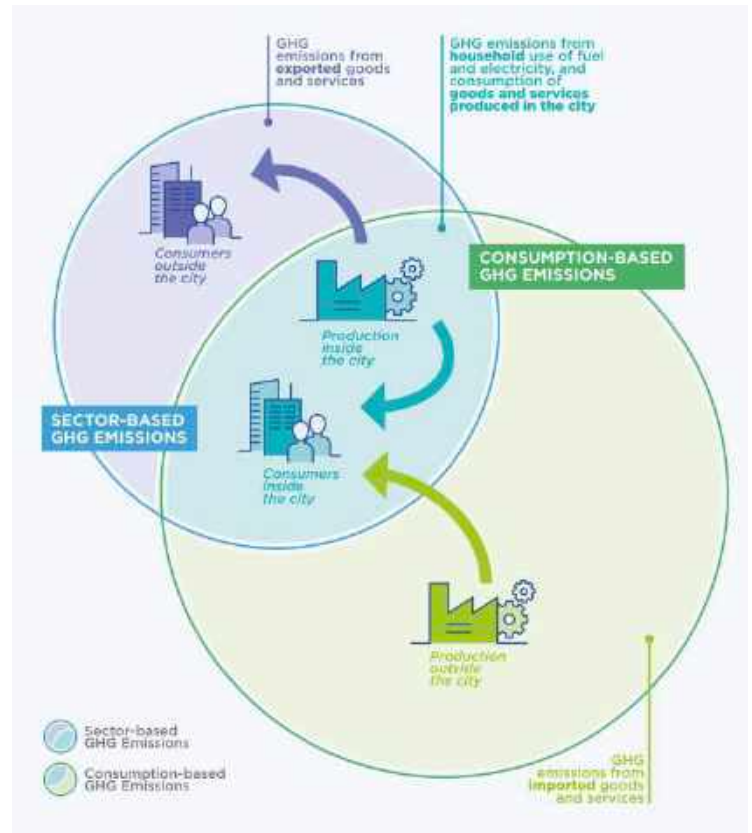 GHG
emissions from
exported goods
and services
GHG emissions from
household use of fuel
and electricity, and
consumption of
goods and services
produced in the city
Consumers
outside
the city
CONSUMPTION-BASED
GHG EMISSIONS
Production
inside
the city
SECTOR-BASED
GHG EMISSIONS
Consumers
inside
the city
Production
outside
the city
Sector-based
GHG Emissions
Consumption-based
GHG Emissions
GHG
emissions from
imported goods
and services